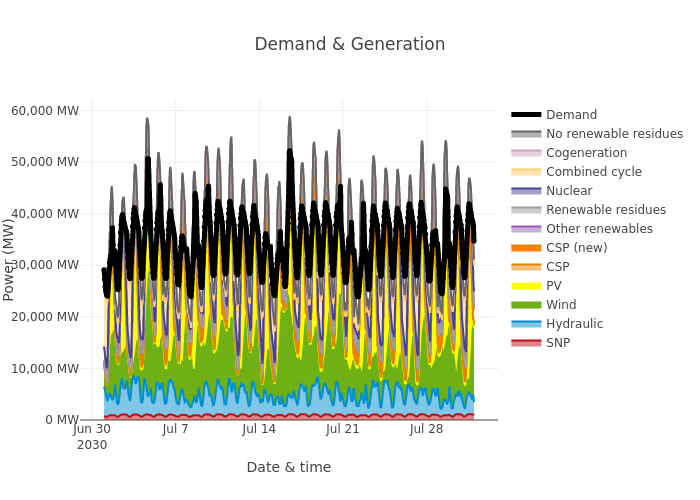 Demand & Generation
60,000 MW
50,000 MW
40,000 MW
30,000 MW
20,000 MW
10,000 MW
0 MW
Power (MW)
Jun 30
2030
Jul 7
Jul 14
Jul 21
Jul 28
Date & time
Demand
No renewable residues
Cogeneration
Combined cycle
Nuclear
Renewable residues
Other renewables
CSP (new)
CSP
PV
Wind
Hydraulic
SNP